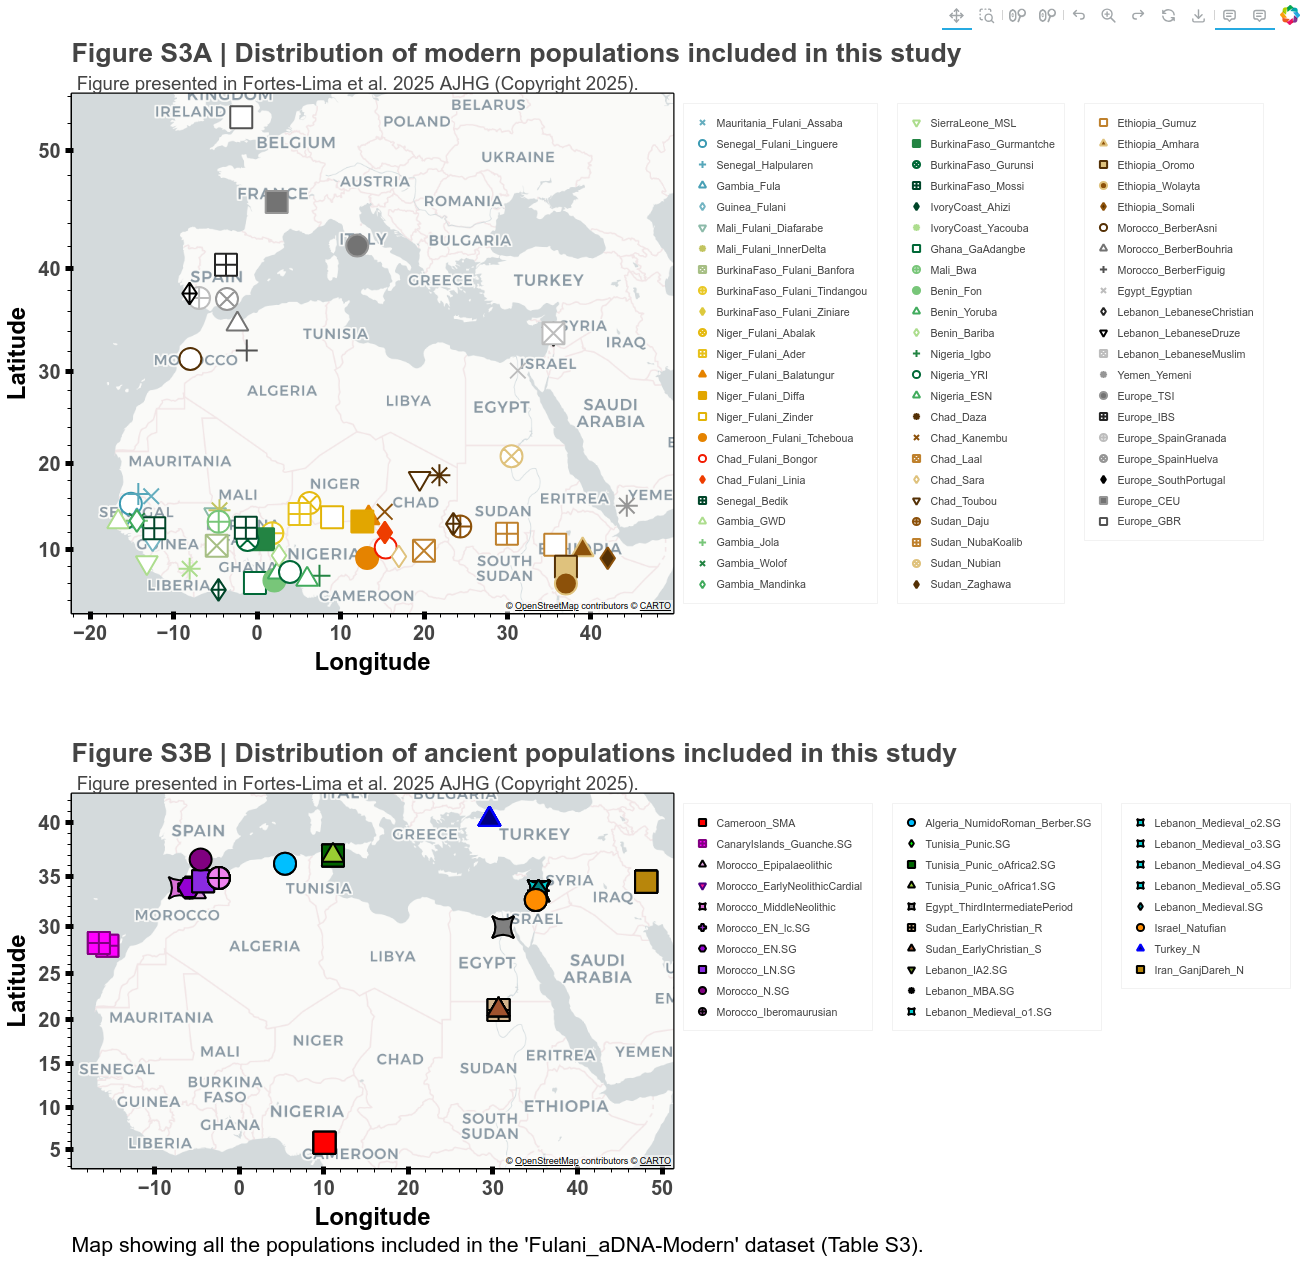 Figure S3A | Distribution of modern populations included in this study
Figure presented in Fortes-Lima et al. 2025 AJHG (Copyright 2025).
KINGDOM
IRELAND
BELARUS
POLAND
BELGIUM
UKRAINE
FRANCE
AUSTRIA
ROMANIA
ITALY
BULGARIA
SPAIN
GREECE
TURKEY
TUNISIA
SYRIA
IRAQ
MOROCCO
ISRAEL
ALGERIA
LIBYA
EGYPT
SAUDI
ARABIA
MAURITANIA
NIGER
MALI
CHAD
SUDAN
ERITREA
YEME
SENEGAL
GUINEA
NIGERIA
ETHIOPIA
GHANA
SOUTH
SUDAN
LIBERIA
CAMEROON
© OpenStreetMap contributors © CARTO
50
40
30
20
10
Latitude
−20
−10
0
10
20
30
40
Longitude
Mauritania_Fulani_Assaba
Senegal_Fulani_Linguere
Senegal_Halpularen
Gambia_Fula
Guinea_Fulani
Mali_Fulani_Diafarabe
Mali_Fulani_InnerDelta
BurkinaFaso_Fulani_Banfora
BurkinaFaso_Fulani_Tindangou
BurkinaFaso_Fulani_Ziniare
Niger_Fulani_Abalak
Niger_Fulani_Ader
Niger_Fulani_Balatungur
Niger_Fulani_Diffa
Niger_Fulani_Zinder
Cameroon_Fulani_Tcheboua
Chad_Fulani_Bongor
Chad_Fulani_Linia
Senegal_Bedik
Gambia_GWD
Gambia_Jola
Gambia_Wolof
Gambia_Mandinka
SierraLeone_MSL
BurkinaFaso_Gurmantche
BurkinaFaso_Gurunsi
BurkinaFaso_Mossi
IvoryCoast_Ahizi
IvoryCoast_Yacouba
Ghana_GaAdangbe
Mali_Bwa
Benin_Fon
Benin_Yoruba
Benin_Bariba
Nigeria_Igbo
Nigeria_YRI
Nigeria_ESN
Chad_Daza
Chad_Kanembu
Chad_Laal
Chad_Sara
Chad_Toubou
Sudan_Daju
Sudan_NubaKoalib
Sudan_Nubian
Sudan_Zaghawa
Ethiopia_Gumuz
Ethiopia_Amhara
Ethiopia_Oromo
Ethiopia_Wolayta
Ethiopia_Somali
Morocco_BerberAsni
Morocco_BerberBouhria
Morocco_BerberFiguig
Egypt_Egyptian
Lebanon_LebaneseChristian
Lebanon_LebaneseDruze
Lebanon_LebaneseMuslim
Yemen_Yemeni
Europe_TSI
Europe_IBS
Europe_SpainGranada
Europe_SpainHuelva
Europe_SouthPortugal
Europe_CEU
Europe_GBR
Figure S3B | Distribution of ancient populations included in this study
Figure presented in Fortes-Lima et al. 2025 AJHG (Copyright 2025).
ITALY
BULGARIA
SPAIN
GREECE
TURKEY
TUNISIA
SYRIA
IRAQ
MOROCCO
ISRAEL
ALGERIA
LIBYA
EGYPT
SAUDI
ARABIA
U
EM
MAURITANIA
NIGER
MALI
CHAD
SUDAN
ERITREA
YEMEN
SENEGAL
BURKINA
FASO
GUINEA
NIGERIA
ETHIOPIA
GHANA
SOUTH
SUDAN
LIBERIA
CAMEROON
© OpenStreetMap contributors © CARTO
40
35
30
25
20
15
10
5
Latitude
−10
0
10
20
30
40
50
Longitude
Cameroon_SMA
CanaryIslands_Guanche.SG
Morocco_Epipalaeolithic
Morocco_EarlyNeolithicCardial
Morocco_MiddleNeolithic
Morocco_EN_lc.SG
Morocco_EN.SG
Morocco_LN.SG
Morocco_N.SG
Morocco_Iberomaurusian
Algeria_NumidoRoman_Berber.SG
Tunisia_Punic.SG
Tunisia_Punic_oAfrica2.SG
Tunisia_Punic_oAfrica1.SG
Egypt_ThirdIntermediatePeriod
Sudan_EarlyChristian_R
Sudan_EarlyChristian_S
Lebanon_IA2.SG
Lebanon_MBA.SG
Lebanon_Medieval_o1.SG
Lebanon_Medieval_o2.SG
Lebanon_Medieval_o3.SG
Lebanon_Medieval_o4.SG
Lebanon_Medieval_o5.SG
Lebanon_Medieval.SG
Israel_Natufian
Turkey_N
Iran_GanjDareh_N
Map showing all the populations included in the 'Fulani_aDNA-Modern' dataset (Table S3).